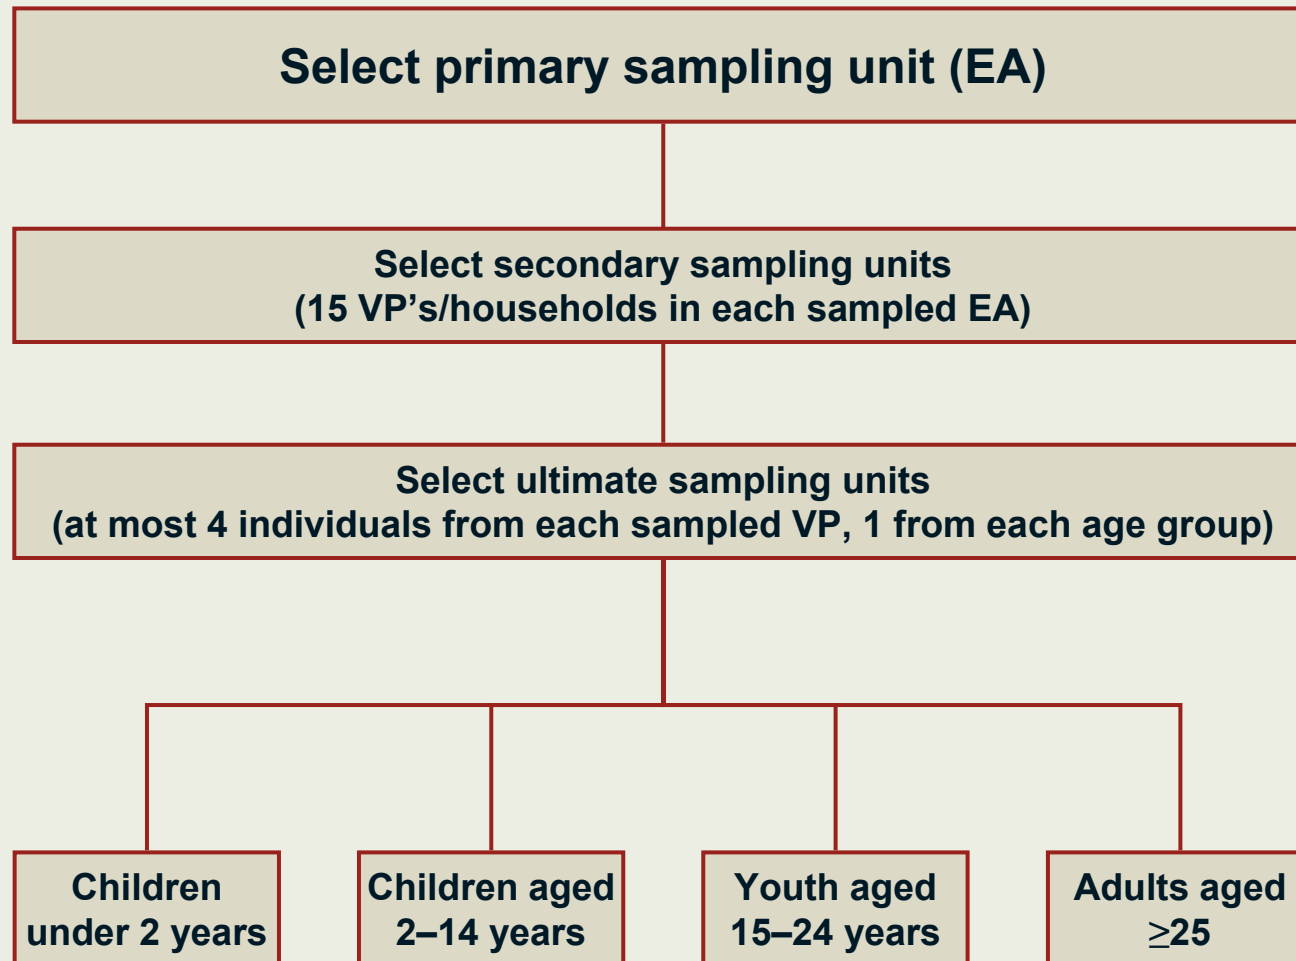 Select primary sampling unit (EA)
Select secondary sampling units
(15 VP's/households in each sampled EA)
Select ultimate sampling units
(at most 4 individuals from each sampled VP, 1 from each age group)
Children
under 2 years
Children aged
2–14 years
Youth aged
15–24 years
Adults aged
≥25